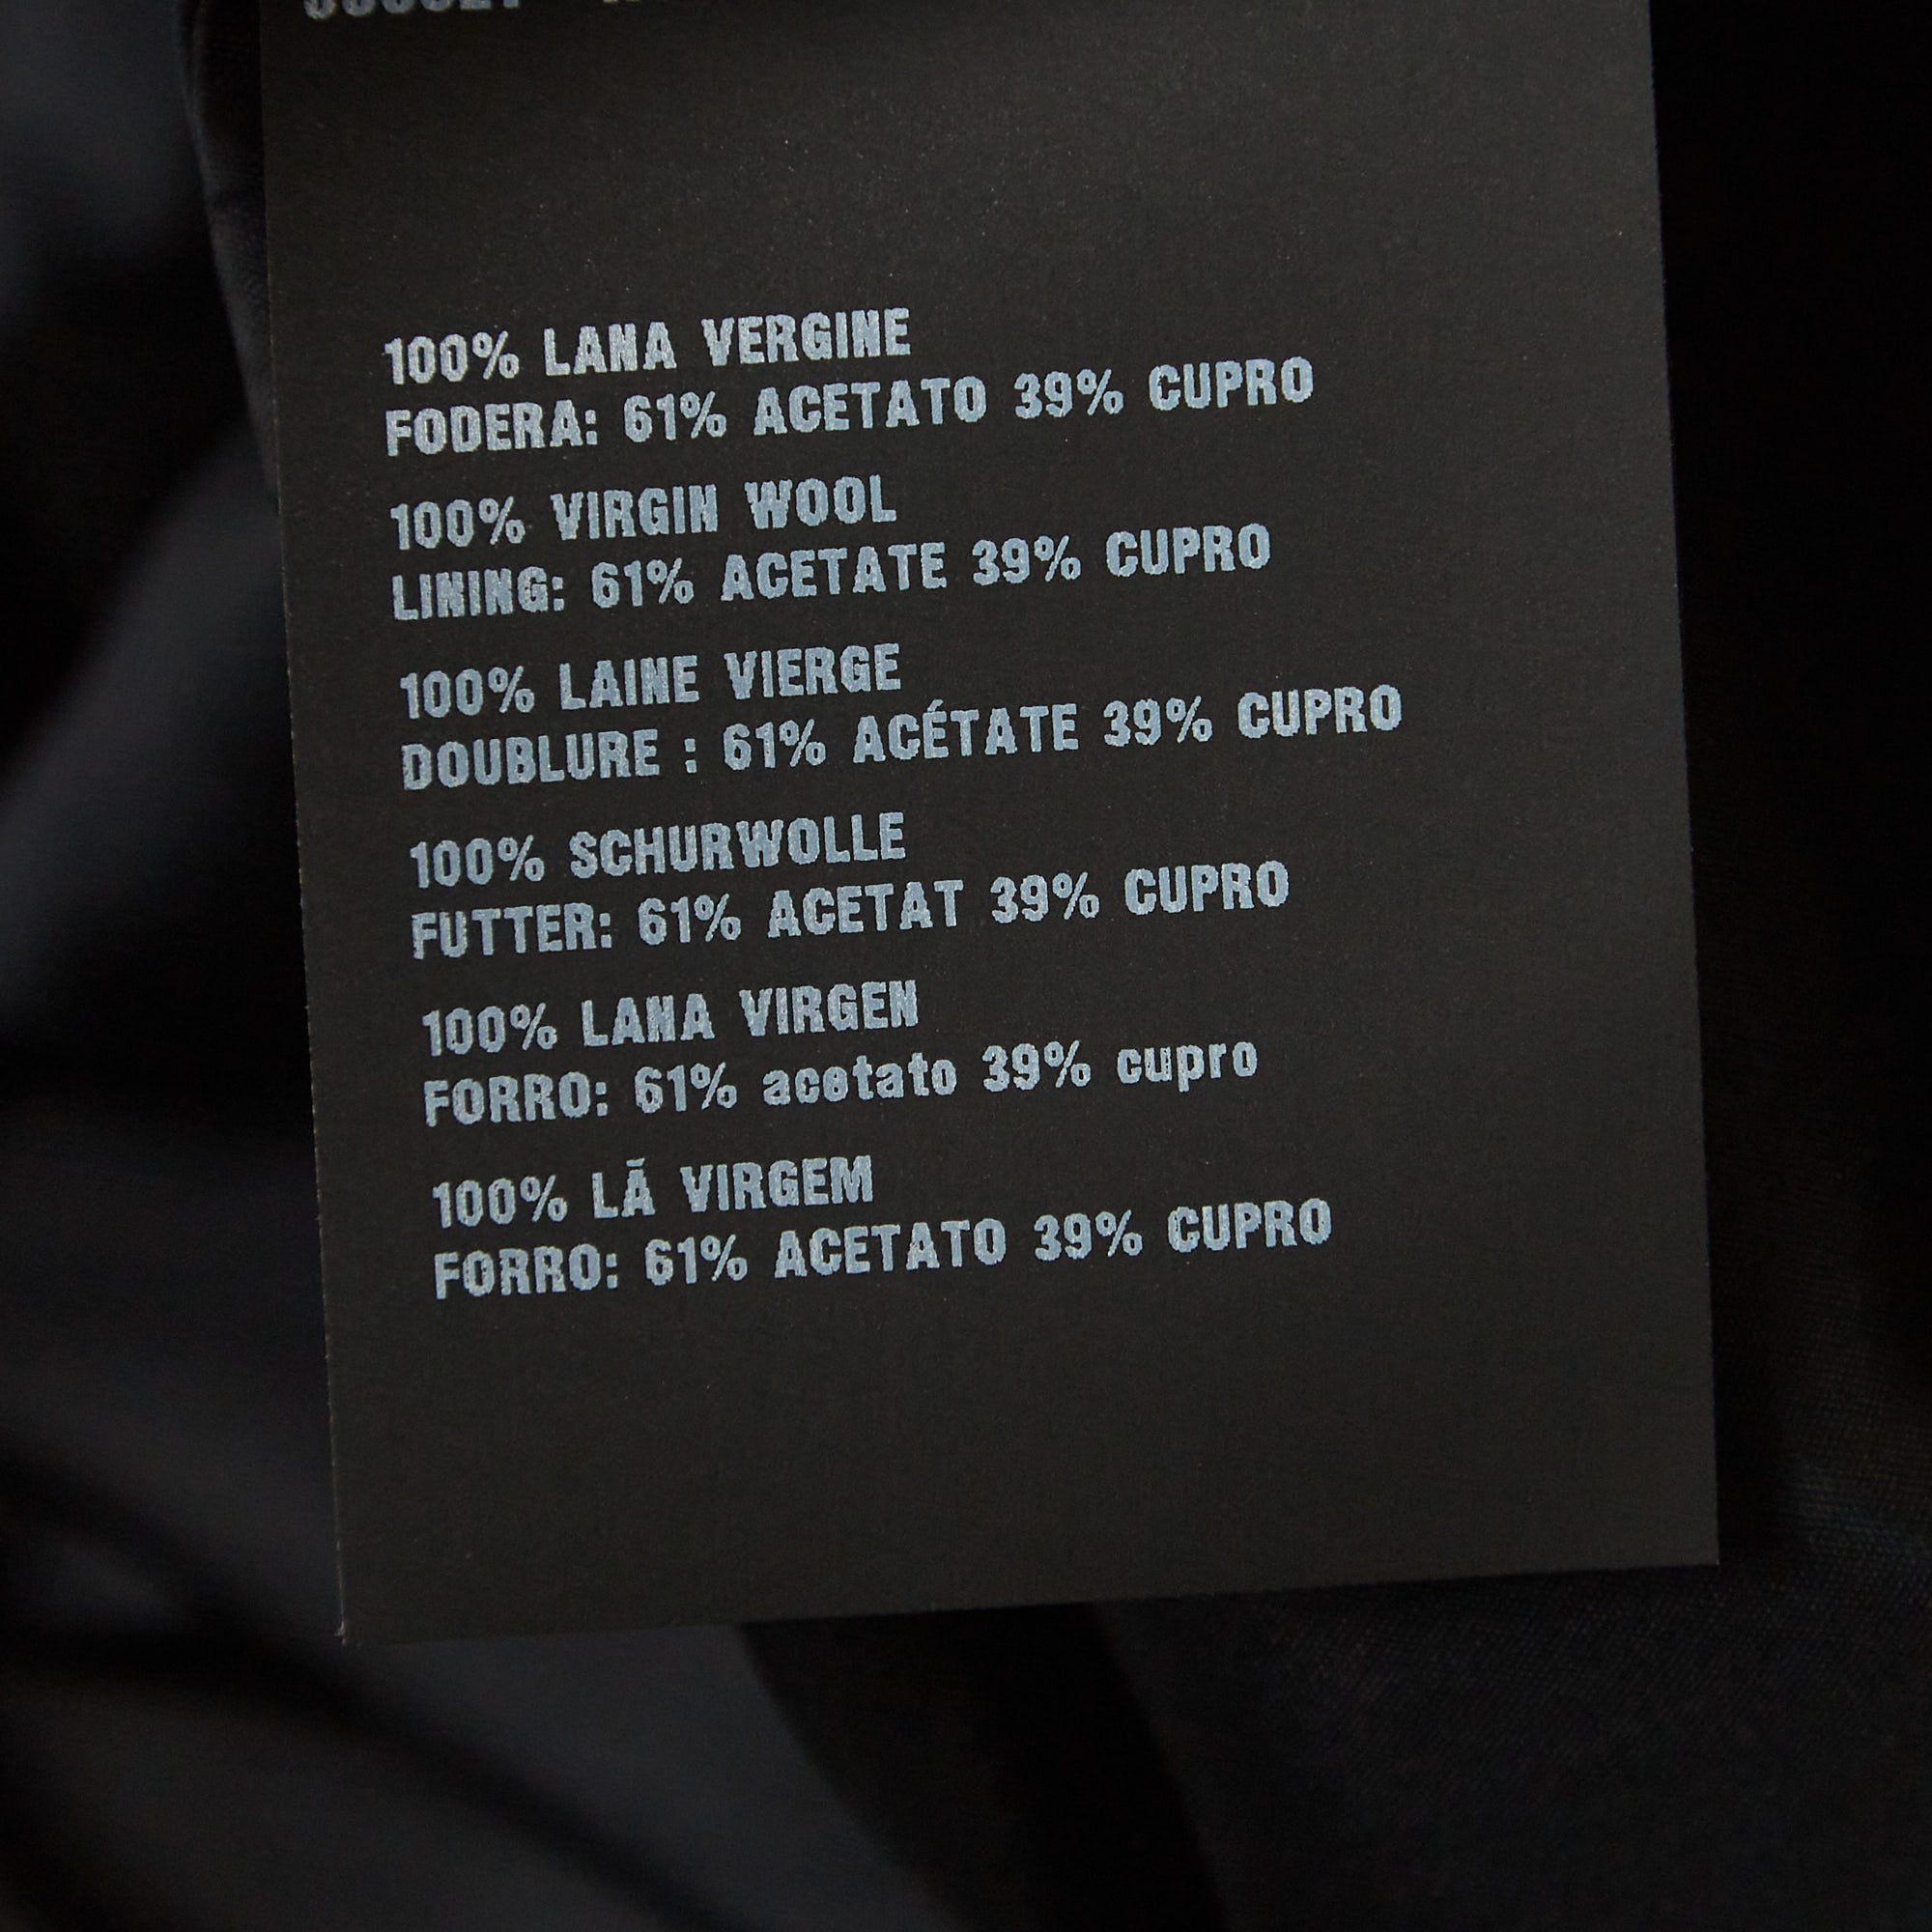 100% LANA VERGINE
FODERA: 61% ACETATO 39% CUPRO
100% VIRGIN WOOL
LINING: 61% ACETATE 39% CUPRO
100% LAINE VIERGE
DOUBLURE : 61% ACÉTATE 39% CUPRO
100% SCHURWOLLE
FUTTER: 61% ACETAT 39% CUPRO
100% LANA VIRGEN
FORRO: 61% acetato 39% cupro
100% LÃ VIRGEM
FORRO: 61% ACETATO 39% CUPRO